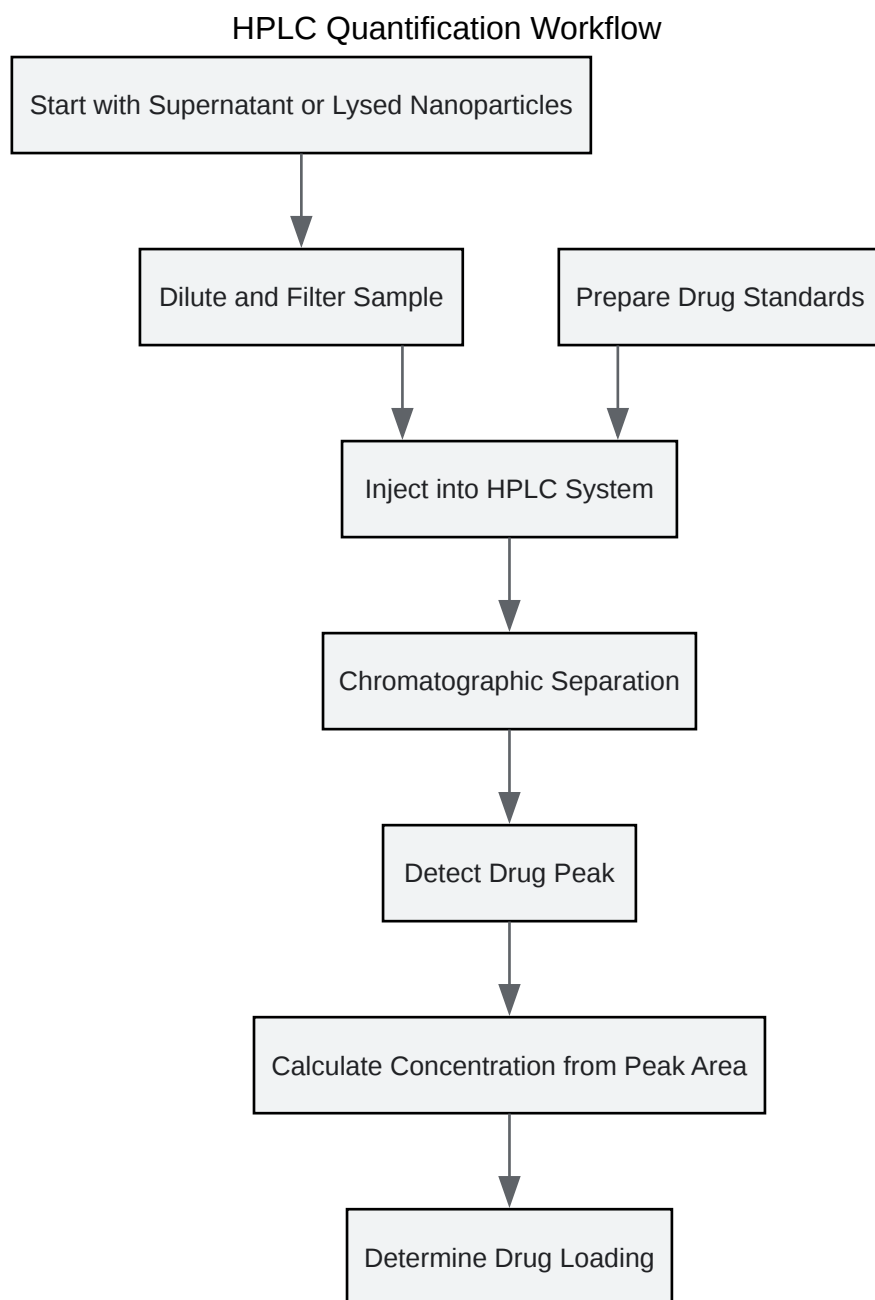 HPLC Quantification Workflow
Start with Supernatant or Lysed Nanoparticles
Dilute and Filter Sample
Prepare Drug Standards
Inject into HPLC System
Chromatographic Separation
Detect Drug Peak
Calculate Concentration from Peak Area
Determine Drug Loading